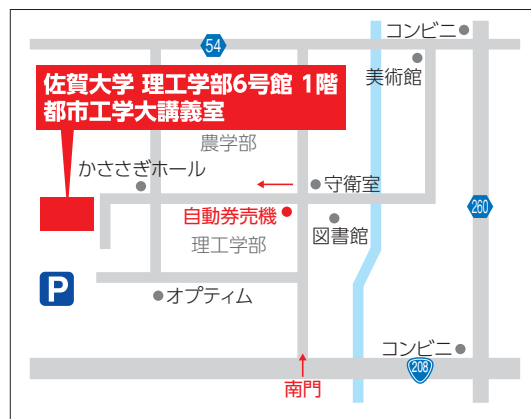 コンビニ
54
美術館
佐賀大学 理工学部6号館 1階
都市工学大講義室
農学部
かささぎホール
守衛室
260
自動券売機
図書館
理工学部
P
オプティム
コンビニ
208
南門